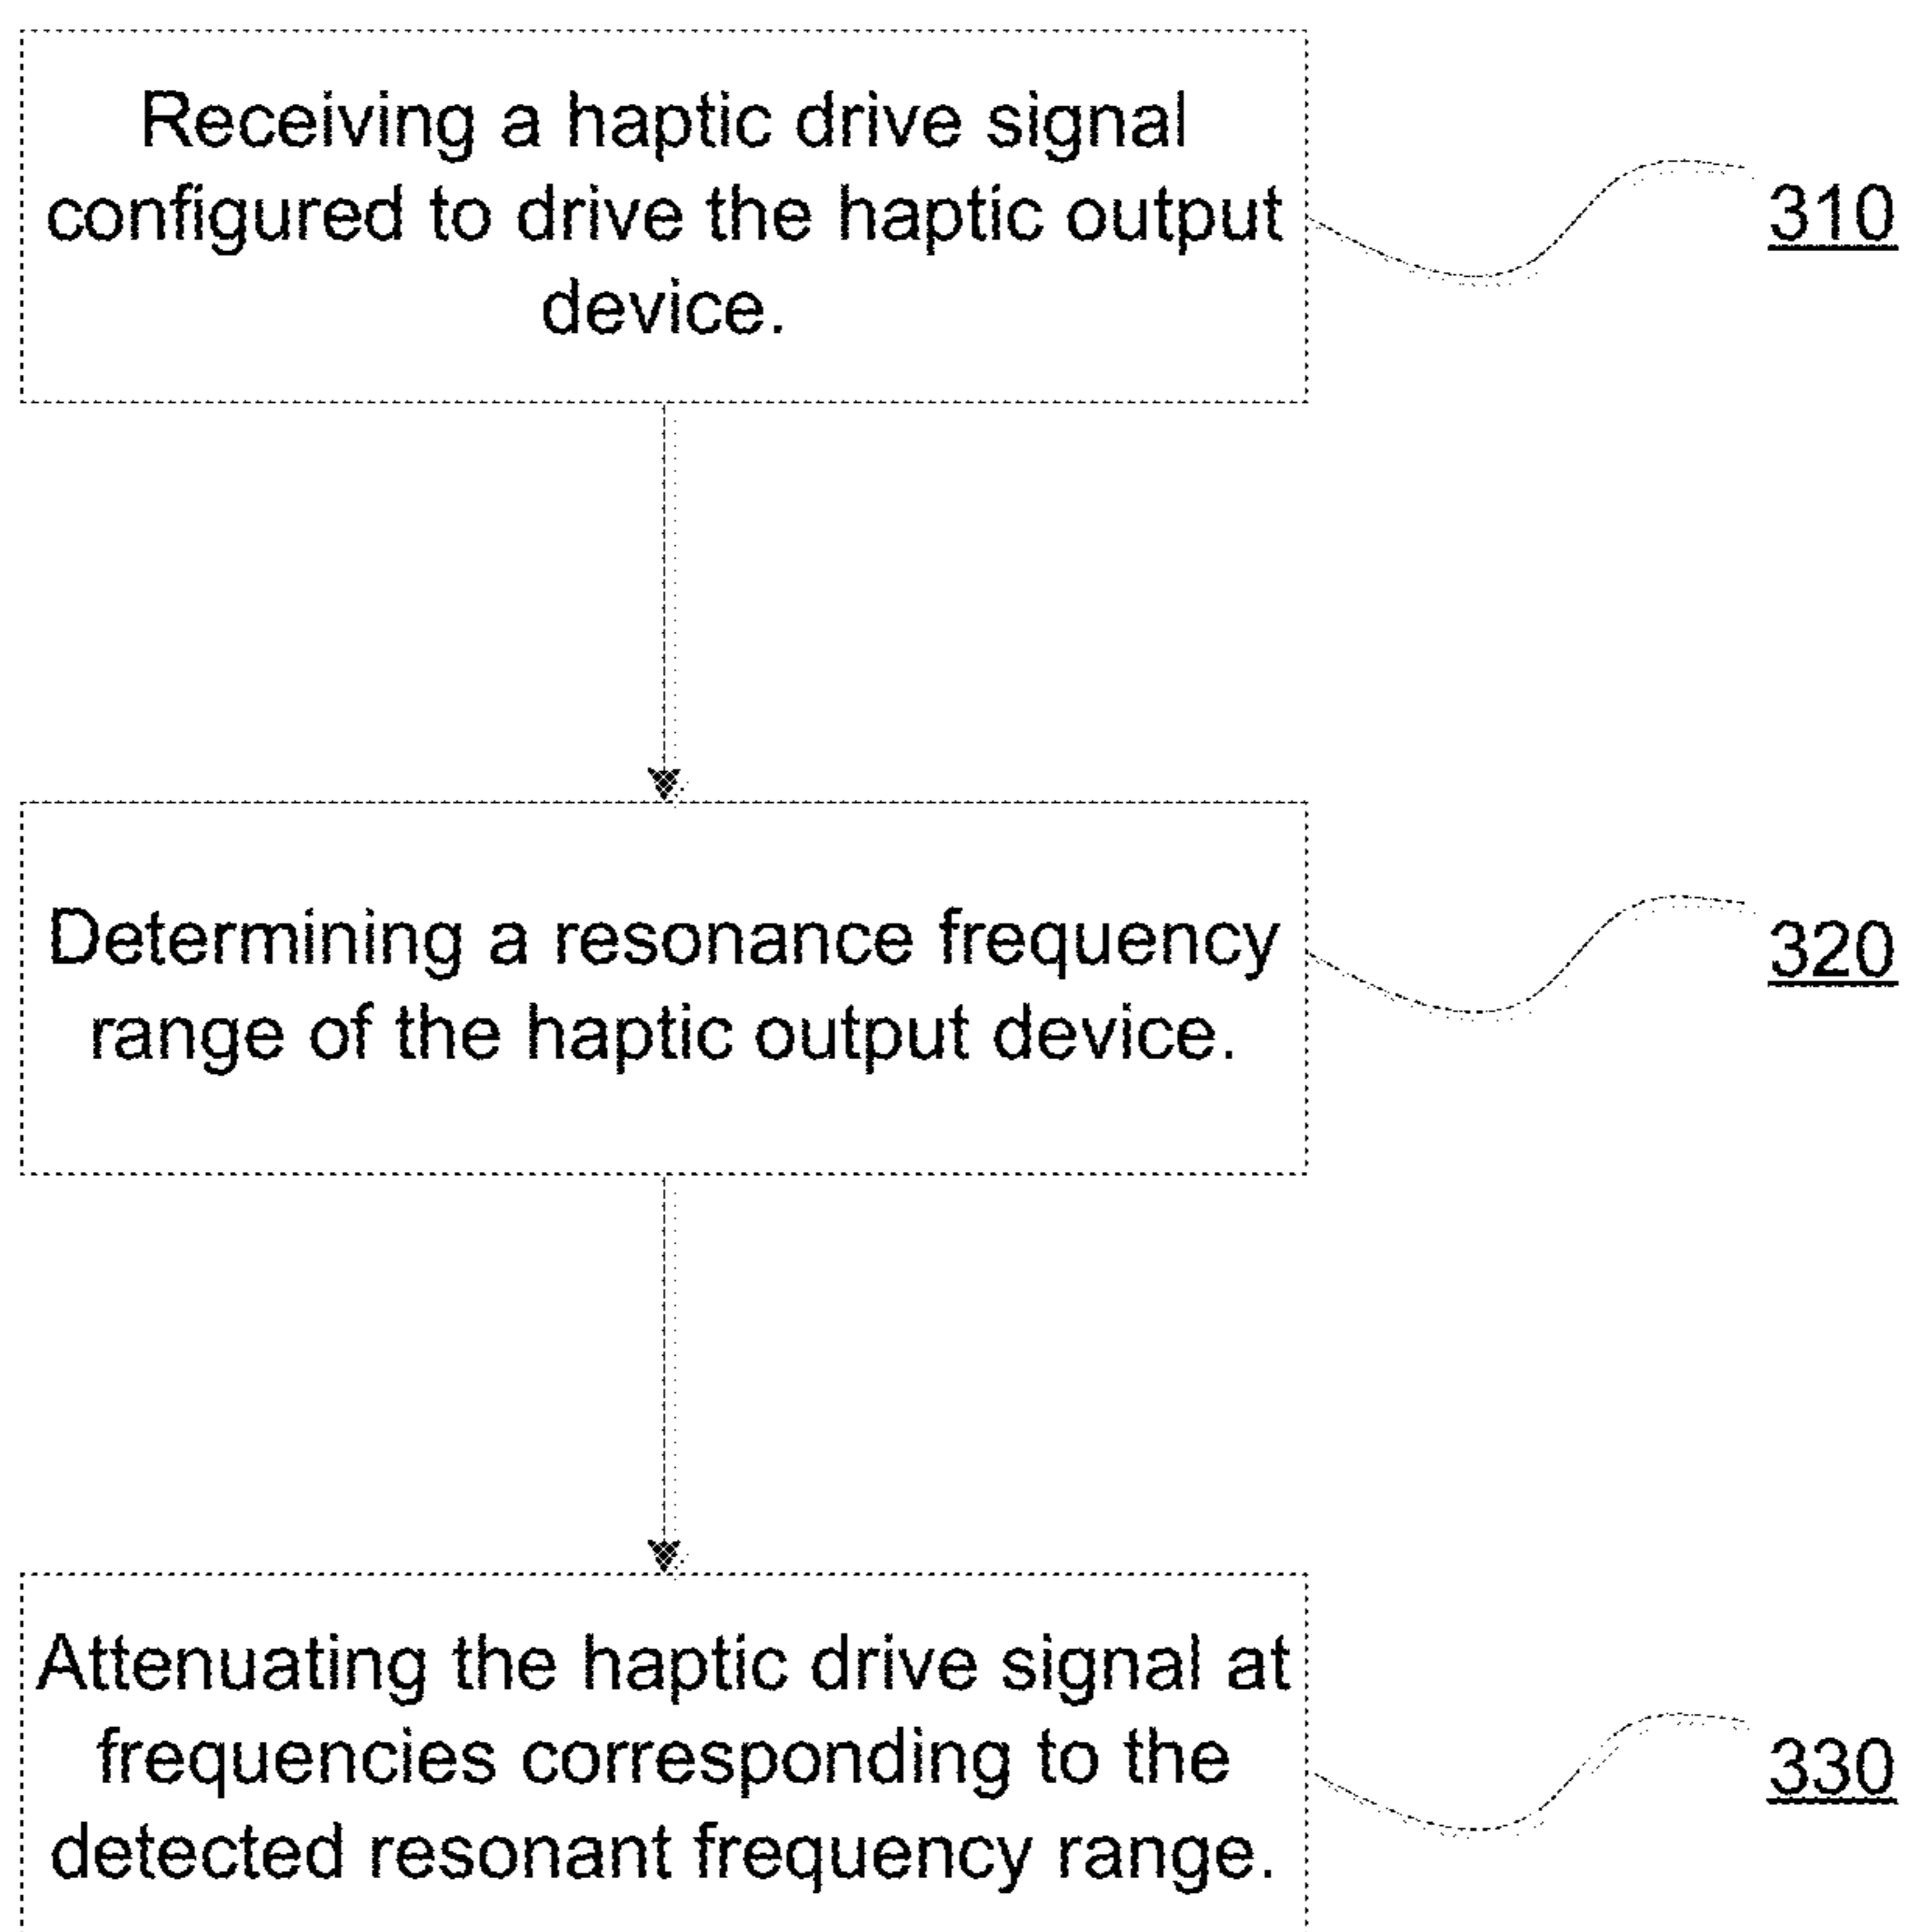 Receiving a haptic drive signal
configured to drive the haptic output
device.
310
Determining a resonance frequency
range of the haptic output device.
320
Attenuating the haptic drive signal at
frequencies corresponding to the
detected resonant frequency range.
330